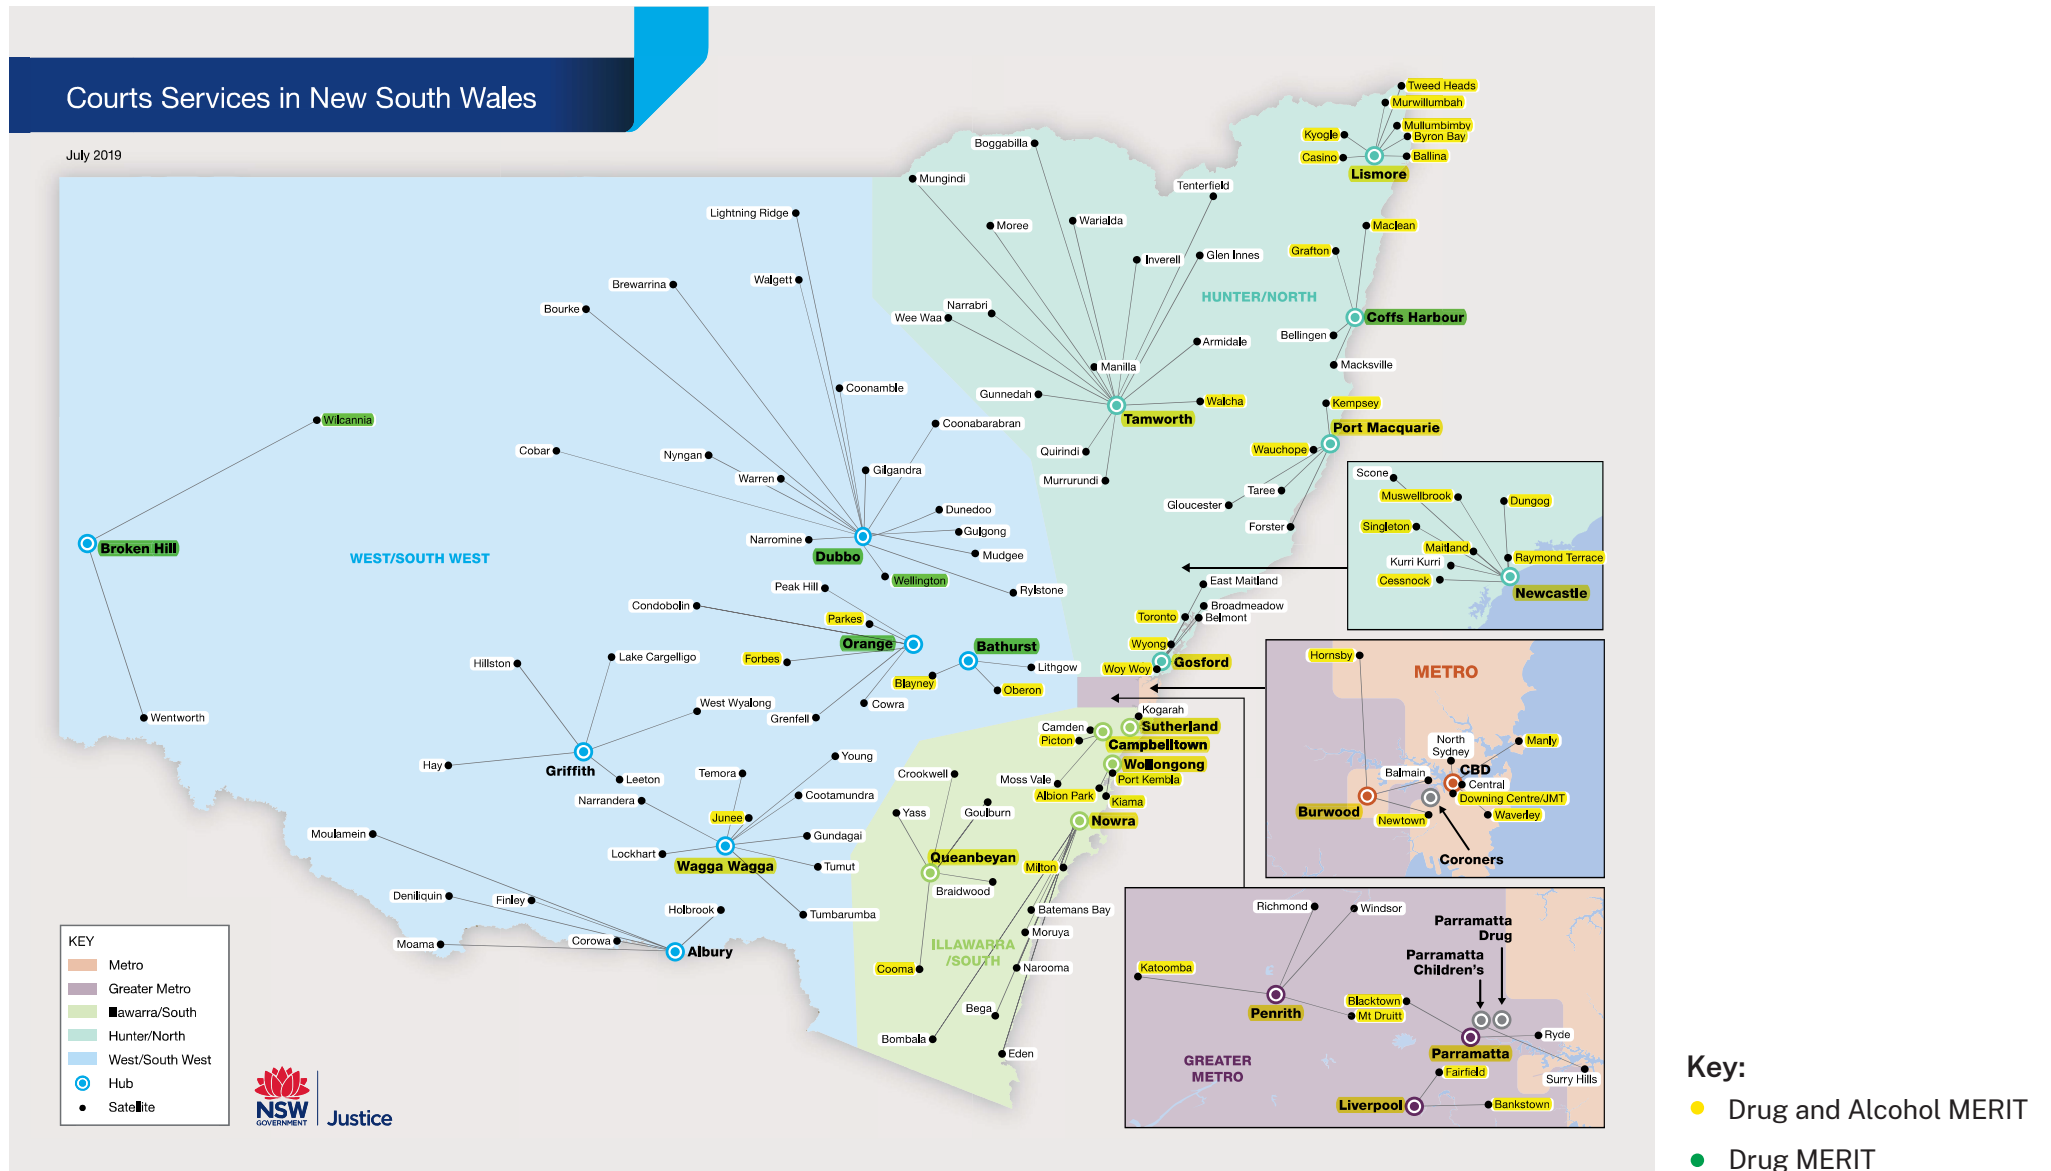 Courts Services in New South Wales
July 2019
Tweed Heads
Murwillumbah
Mullumbimby
Byron Bay
Kyogle
Casino
Ballina
Lismore
Boggabilla
Mungindi
Tenterfield
Lightning Ridge
Moree
Warialda
Maclean
Grafton
Inverell
Glen Innes
Brewarrina
Walgett
HUNTER/NORTH
Bourke
Narrabri
Wee Waa
Coffs Harbour
Bellingen
Armidale
Macksville
Manilla
Coonamble
Gunnedah
Walcha
Kempsey
Tamworth
Wilcannia
Coonabarabran
Port Macquarie
Cobar
Nyngan
Quirindi
Wauchope
Gilgandra
Warren
Murrurundi
Taree
Gloucester
Dunedoo
Forster
Gulgong
Narromine
Broken Hill
WEST/SOUTH WEST
Dubbo
Mudgee
Wellington
Peak Hill
Rylstone
Condobolin
Parkes
Orange
Bathurst
Forbes
Lithgow
Blayney
Oberon
Hillston
Lake Cargelligo
West Wyalong
Grenfell
Cowra
Wentworth
East Maitland
Broadmeadow
Toronto
Belmont
Wyong
Gosford
Woy Woy
Scone
Muswellbrook
Dungog
Singleton
Maitland
Kurri Kurri
Raymond Terrace
Cessnock
Newcastle
Kogarah
Camden
Sutherland
Picton
Campbelltown
Wollongong
Moss Vale
Port Kembla
Albion Park
Kiama
Nowra
Hay
Griffith
Leeton
Temora
Young
Narrandera
Cootamundra
Junee
Gundagai
Moulamein
Lockhart
Wagga Wagga
Tumut
Crookwell
Yass
Goulburn
Queanbeyan
Milton
Braidwood
Deniliquin
Finley
Holbrook
Tumbarumba
Batemans Bay
Moruya
Moama
Corowa
Albury
ILLAWARRA
/SOUTH
Cooma
Narooma
Bega
Bombala
Eden
Hornsby
METRO
North
Sydney
Manly
Balmain
CBD
Central
Burwood
Downing Centre/JMT
Newtown
Waverley
Coroners
Richmond
Windsor
Parramatta
Drug
Parramatta
Children's
Katoomba
Blacktown
Penrith
Mt Druitt
Ryde
Parramatta
GREATER
METRO
Fairfield
Surry Hills
Liverpool
Bankstown
KEY
Metro
Greater Metro
awarra/South
Hunter/North
West/South West
Hub
Satellite
NSW
GOVERNMENT
Justice
Key:
Drug and Alcohol MERIT
Drug MERIT